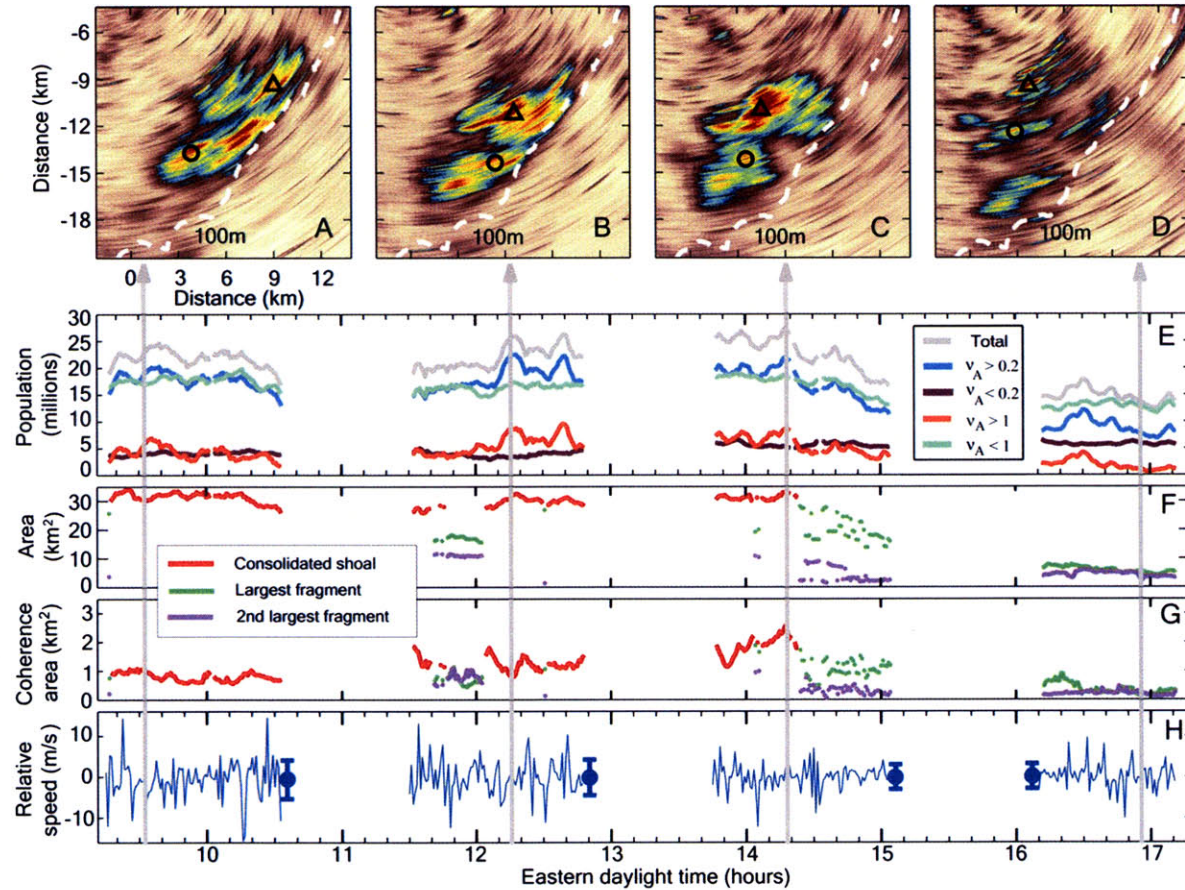 -6
-9
-12
-15
-18
Distance (km)
100m
A
100m
B
100m
C
100m
D
0 3 6 9 12
Distance (km)
30
25
20
15
10
5
0
Population
(millions)
E
Total
νA > 0.2
νA < 0.2
νA > 1
νA < 1
30
20
10
0
Area
(km²)
F
Consolidated shoal
Largest fragment
2nd largest fragment
3
2
1
0
Coherence
area (km²)
G
10
0
-10
Relative
speed (m/s)
H
10 11 12 13 14 15 16 17
Eastern daylight time (hours)